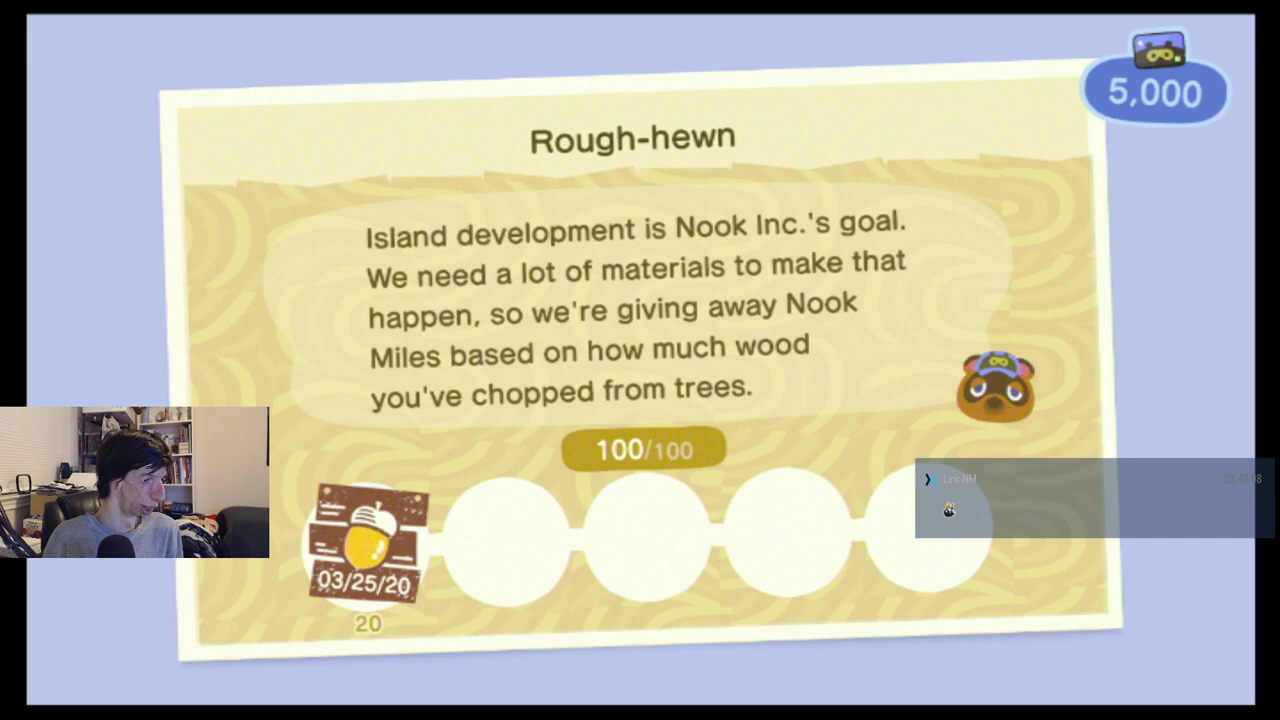 5,000
Rough-hewn
Island development is Nook Inc.'s goal.
We need a lot of materials to make that
happen, so we're giving away Nook
Miles based on how much wood
you've chopped from trees.
100/100
Link-NM
03/25/20
20